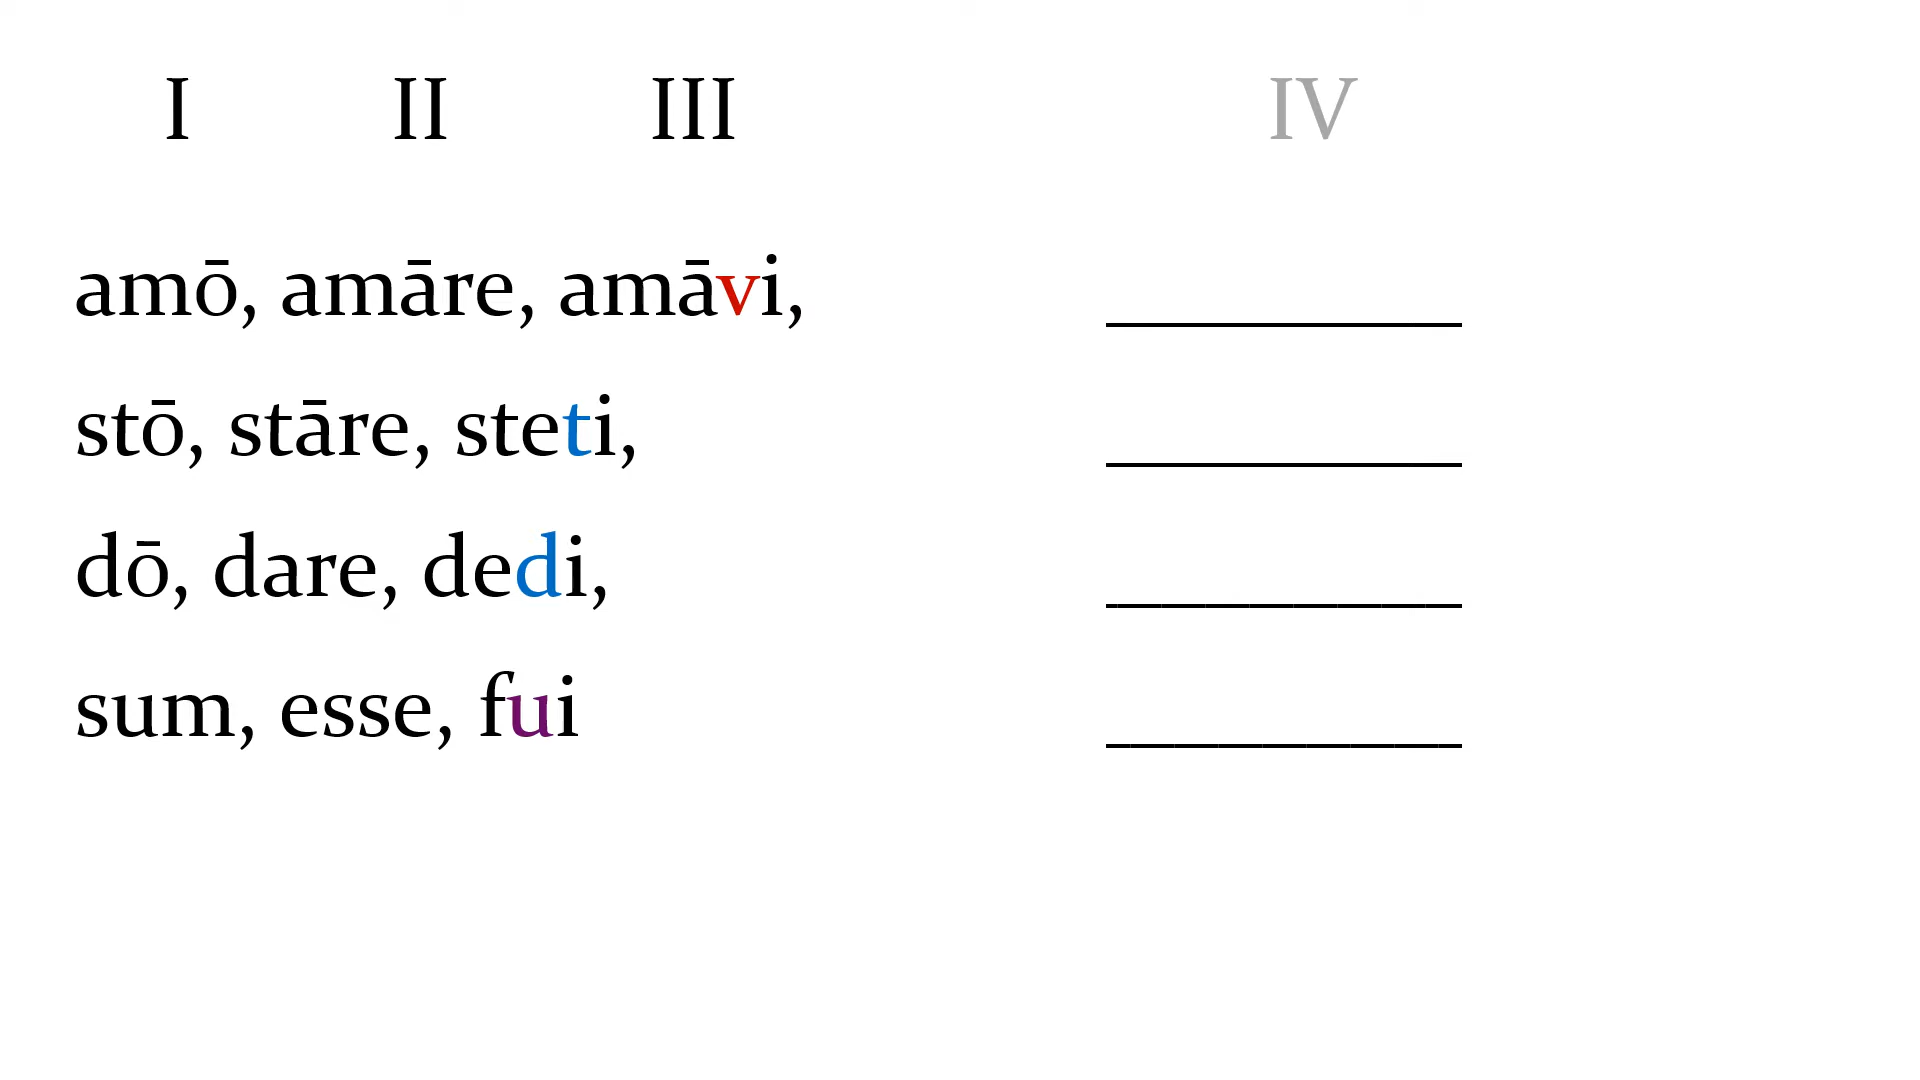 I II III IV
amō, amāre, amāvi, __________
stō, stāre, steti, __________
dō, dare, dedi, __________
sum, esse, fui __________